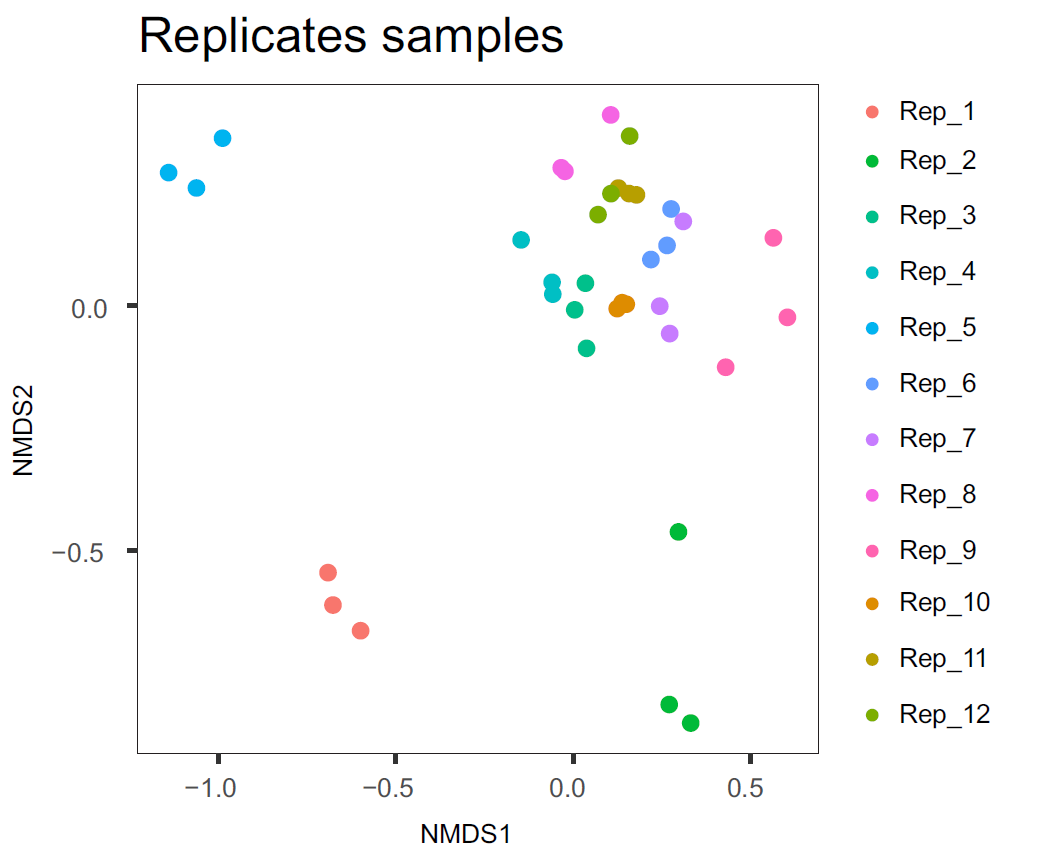 Replicates samples
0.0
−0.5
NMDS2
−1.0
−0.5
0.0
0.5
NMDS1
Rep_1
Rep_2
Rep_3
Rep_4
Rep_5
Rep_6
Rep_7
Rep_8
Rep_9
Rep_10
Rep_11
Rep_12